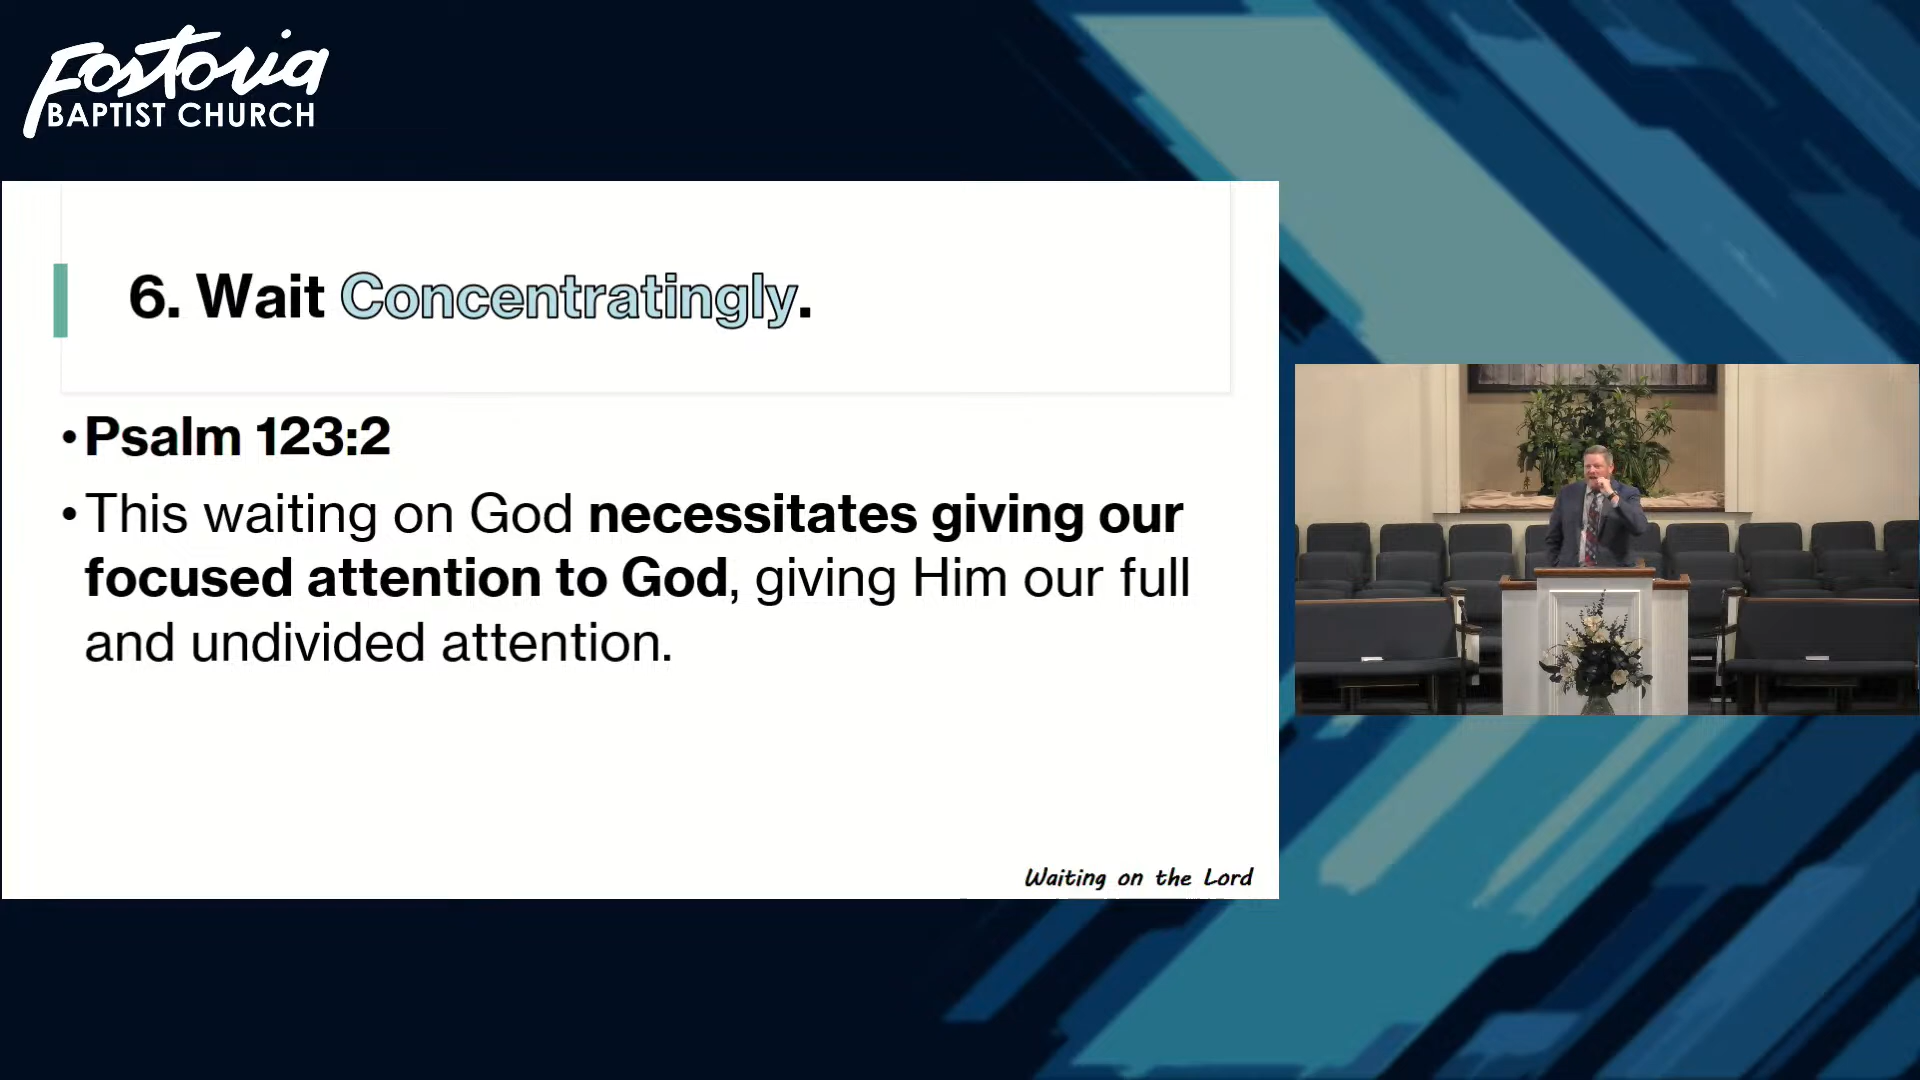 Fostoria
BAPTIST CHURCH
6. Wait Concentratingly.
•Psalm 123:2
•This waiting on God necessitates giving our
focused attention to God, giving Him our full
and undivided attention.
Waiting on the Lord